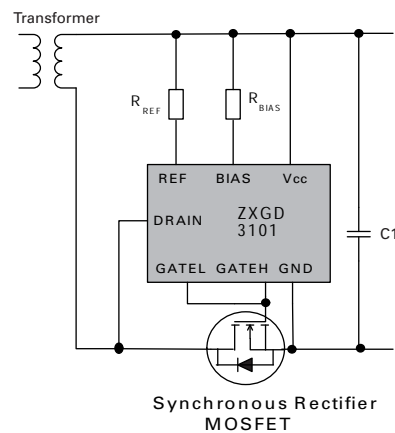 Transformer
R REF
R BIAS
REF BIAS Vcc
DRAIN
ZXGD
3101
C1
GATEL GATEH GND
Synchronous Rectifier
MOSFET